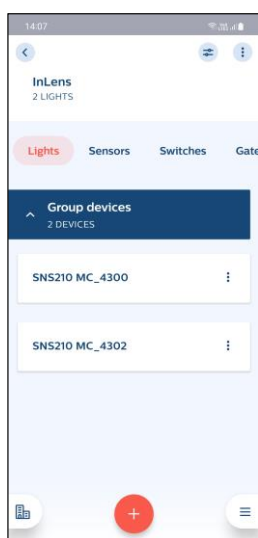 14:07
InLens
2 LIGHTS
Lights Sensors Switches Gate
Group devices
2 DEVICES
SNS210 MC_4300
SNS210 MC_4302